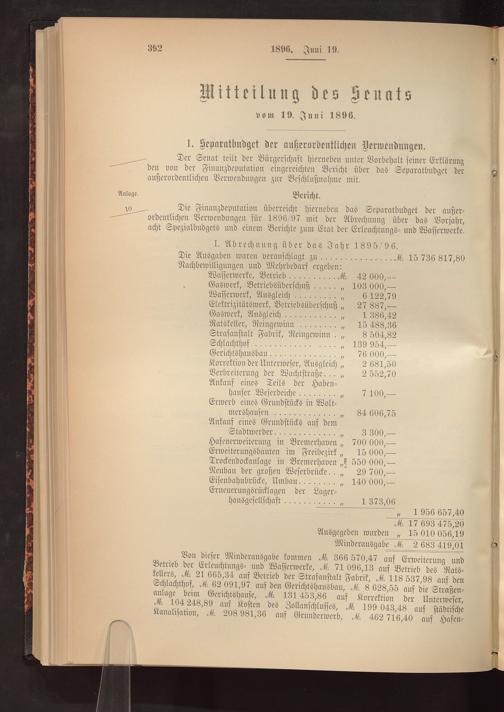 392
1896. Juni 19.
Mitteilung des Senats
vom 19. Juni 1896.
1. Separatbudget der außerordentlichen Verwendungen.
Der Senat teilt der Bürgerschaft hierneben unter Vorbehalt seiner Erklärung
den von der Finanzdeputation eingereichten Bericht über das Separatbudget der
außerordentlichen Verwendungen zur Beschlußnahme mit.
Anlage.
Bericht.
Die Finanzdeputation überreicht hierneben das Separatbudget der außer-
ordentlichen Verwendungen für 1896/97 mit der Abrechnung über das Vorjahr,
acht Spezialbudgets und einem Berichte zum Etat der Erleuchtungs- und Wasserwerke.
I. Abrechnung über das Jahr 1895/96.
Die Ausgaben waren veranschlagt zu ................ ℳ 15 736 817,80
Nachbewilligungen und Mehrbedarf ergeben:
Wasserwerke, Betrieb ........... ℳ 42 000,—
Gaswerk, Betriebsüberschuß ...... „ 103 000,—
Wasserwerk, Ausgleich .......... „ 6 122,79
Elektrizitätswerk, Betriebsüberschuß „ 27 887,—
Gaswerk, Ausgleich ............ „ 1 386,42
Ratskeller, Reingewinn ......... „ 15 488,36
Strafanstalt Fabrik, Reingewinn . „ 8 504,82
Schlachthof .................. „ 139 954,—
Gerichtshausbau ............... „ 76 000,—
Korrektion der Unterweser, Ausgleich „ 2 681,50
Verbreiterung der Wachtstraße ... „ 2 552,70
Ankauf eines Teils der Haben-
hauser Weserdeiche .......... „ 7 100,—
Erwerb eines Grundstücks in Wolt-
mershausen ............... „ 84 606,75
Ankauf eines Grundstücks auf dem
Stadtwerder ............... „ 3 300,—
Hafenerweiterung in Bremerhaven „ 700 000,—
Erweiterungsbauten im Freibezirk „ 15 000,—
Trockendockanlage in Bremerhaven „ 550 000,—
Neubau der großen Weserbrücke .. „ 29 700,—
Eisenbahnbrücke, Umbau ........ „ 140 000,—
Erneuerungsrücklagen der Lager-
hausgesellschaft ............. „ 1 373,06
„ 1 956 657,40
ℳ 17 693 475,20
Ausgegeben wurden „ 15 010 056,19
Minderausgabe ℳ 2 683 419,01
Von dieser Minderausgabe kommen ℳ 366 570,47 auf Erweiterung und
Betrieb der Erleuchtungs- und Wasserwerke, ℳ 71 096,13 auf Betrieb des Rats-
kellers, ℳ 21 665,34 auf Betrieb der Strafanstalt Fabrik, ℳ 118 537,98 auf den
Schlachthof, ℳ 62 091,97 auf den Gerichtshausbau, ℳ 8 628,55 auf die Straßen-
anlage beim Gerichtshause, ℳ 131 453,86 auf Korrektion der Unterweser,
ℳ 104 248,89 auf Kosten des Zollanschlusses, ℳ 199 043,48 auf städtische
Kanalisation, ℳ 208 981,36 auf Grunderwerb, ℳ 462 716,40 auf Hafen-